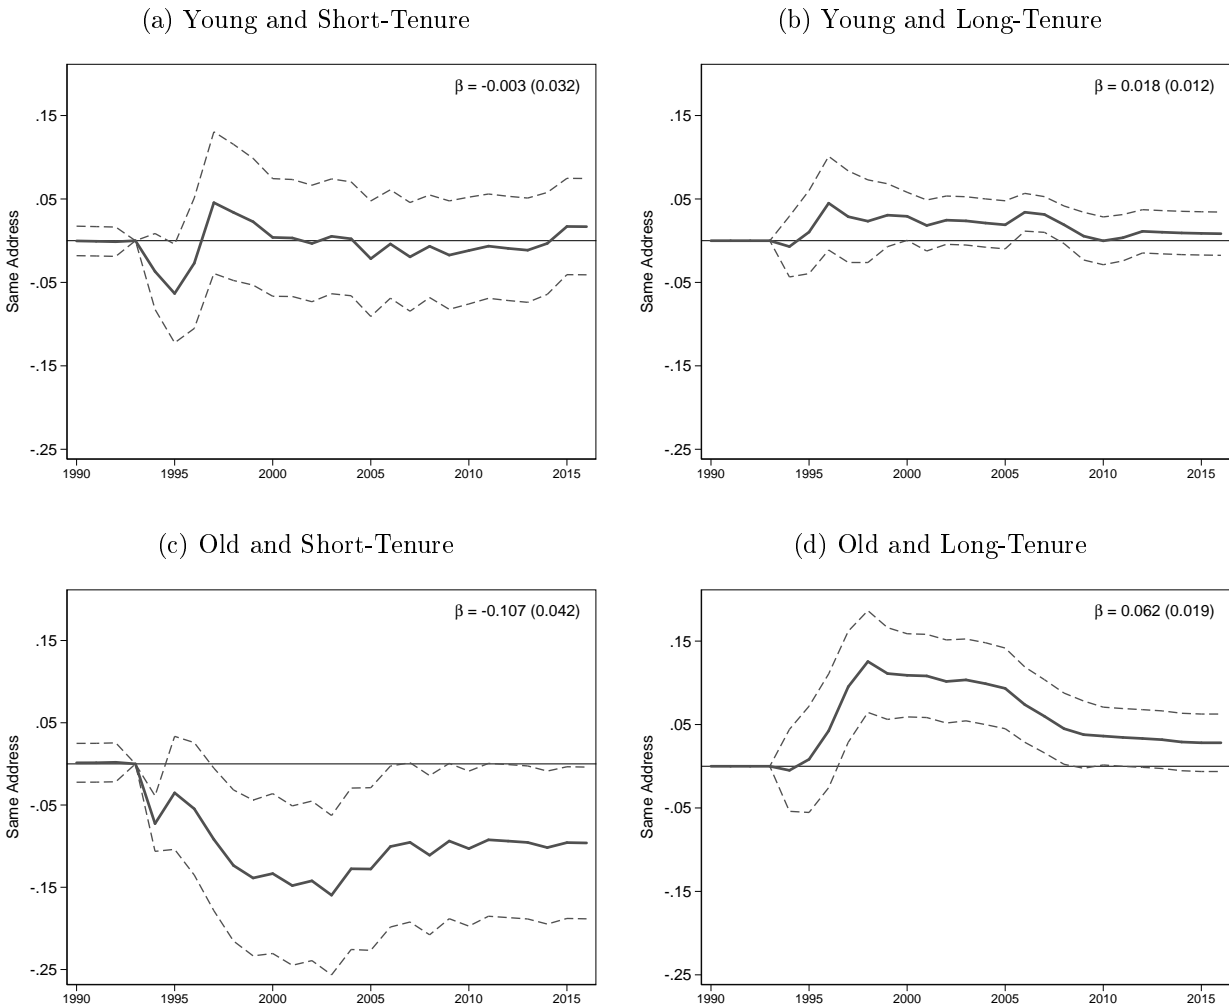 (a) Young and Short-Tenure
β = -0.003 (0.032)
.15
.05
-.05
-.15
-.25
Same Address
1990 1995 2000 2005 2010 2015
(b) Young and Long-Tenure
β = 0.018 (0.012)
.15
.05
-.05
-.15
-.25
Same Address
1990 1995 2000 2005 2010 2015
(c) Old and Short-Tenure
β = -0.107 (0.042)
.15
.05
-.05
-.15
-.25
Same Address
1990 1995 2000 2005 2010 2015
(d) Old and Long-Tenure
β = 0.062 (0.019)
.15
.05
-.05
-.15
-.25
Same Address
1990 1995 2000 2005 2010 2015